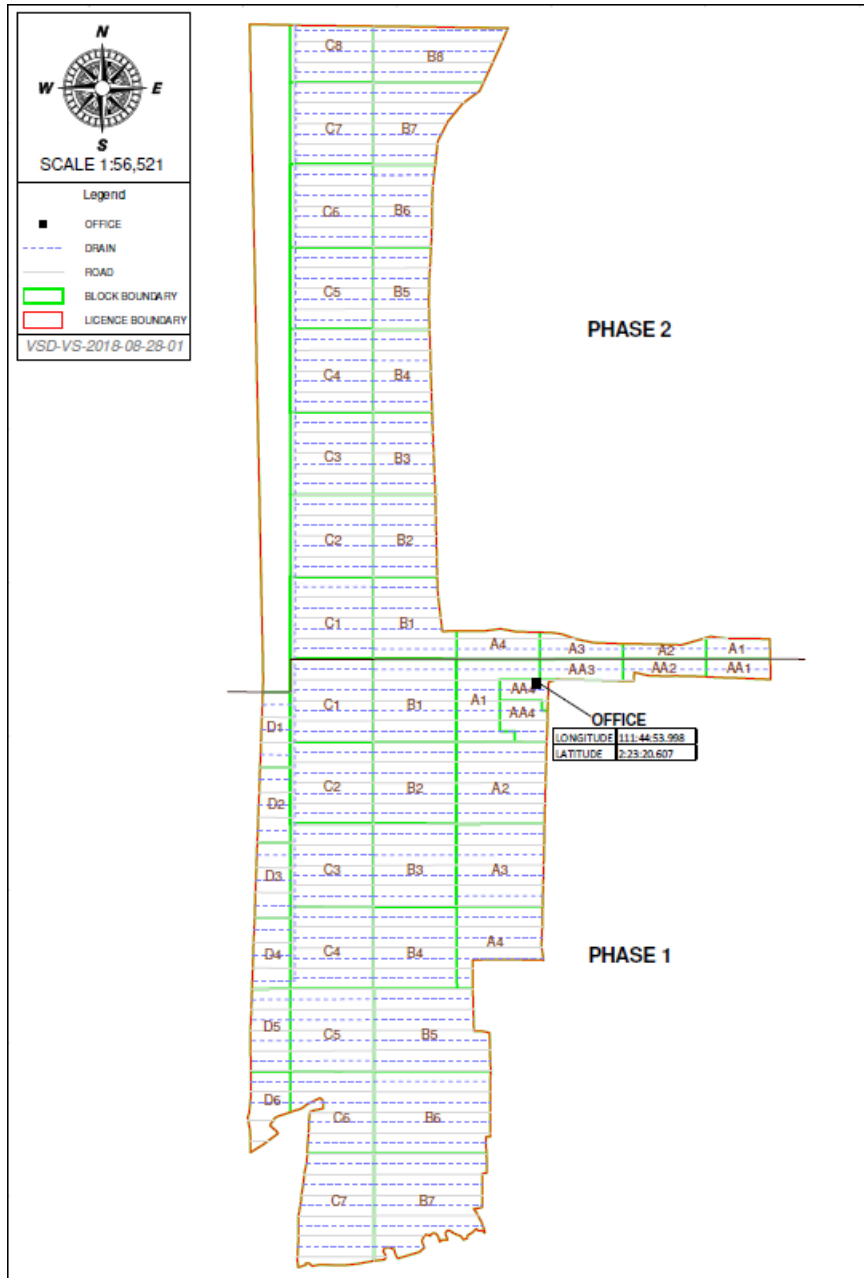 N
W E
S
SCALE 1:56,521
Legend
OFFICE
DRAIN
ROAD
BLOCK BOUNDARY
LICENCE BOUNDARY
VSD-VS-2018-08-28-01
C8 B8
C7 B7
C6 B6
C5 B5
PHASE 2
C4 B4
C3 B3
C2 B2
C1 B1
A4 A3 A2 A1
AA3 AA2 AA1
D1 C1 B1 A1 AA4
AA4
OFFICE
LONGITUDE 111:44:53.998
LATITUDE 2:23:20.607
D2 C2 B2 A2
D3 C3 B3 A3
D4 C4 B4 A4
PHASE 1
D5 C5 B5
D6 C6 B6
C7 B7